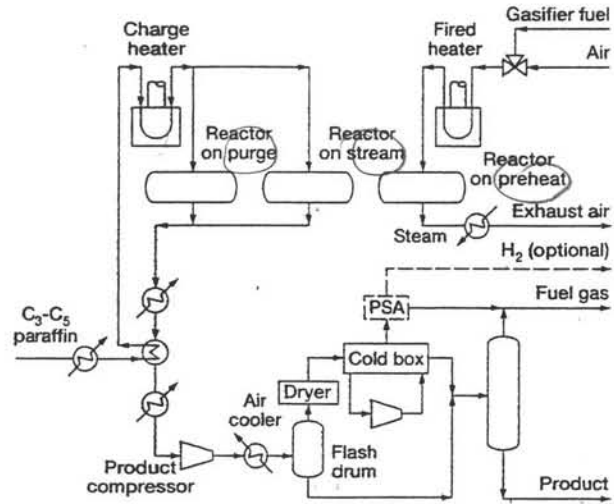 Gasifier fuel
Charge
heater
Fired
heater
Air
Reactor
on purge
Reactor
on stream
Reactor
on preheat
Exhaust air
Steam
H₂ (optional)
Fuel gas
PSA
C₃-C₅
paraffin
Cold box
Dryer
Air
cooler
Flash
drum
Product
compressor
Product